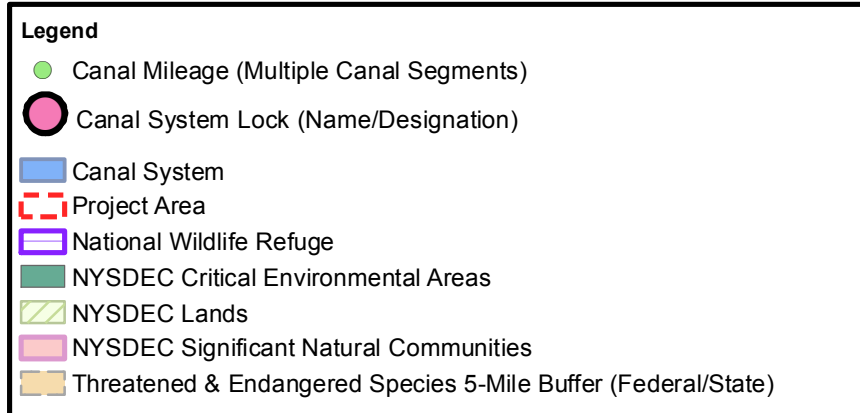 Legend
Canal Mileage (Multiple Canal Segments)
Canal System Lock (Name/Designation)
Canal System
Project Area
National Wildlife Refuge
NYSDEC Critical Environmental Areas
NYSDEC Lands
NYSDEC Significant Natural Communities
Threatened & Endangered Species 5-Mile Buffer (Federal/State)